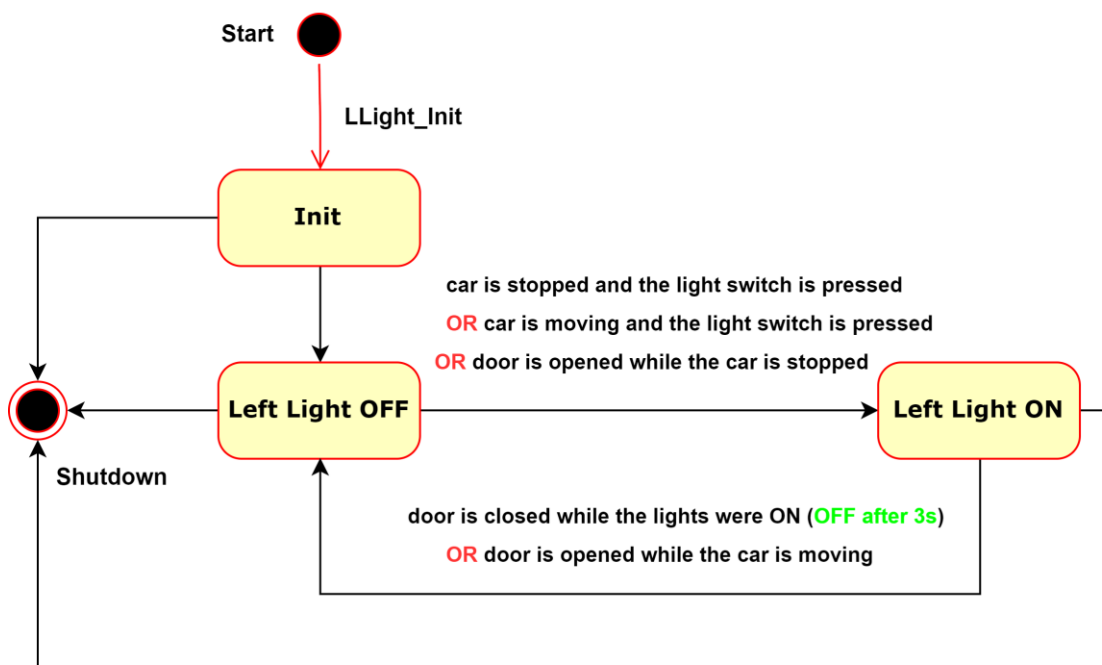 Start
LLight_Init
Init
car is stopped and the light switch is pressed
OR car is moving and the light switch is pressed
OR door is opened while the car is stopped
Left Light OFF
Left Light ON
Shutdown
door is closed while the lights were ON (OFF after 3s)
OR door is opened while the car is moving